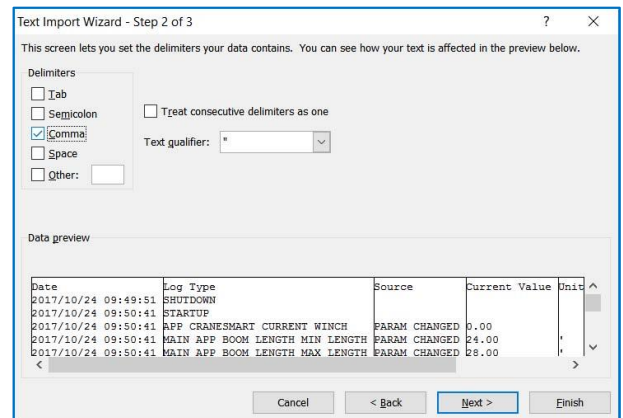 Text Import Wizard - Step 2 of 3 ? X
This screen lets you set the delimiters your data contains. You can see how your text is affected in the preview below.
Delimiters
Tab
Semicolon
Comma
Space
Other:
Treat consecutive delimiters as one
Text qualifier: "
Data preview
Date Log Type Source Current Value Unit
2017/10/24 09:49:51 SHUTDOWN
2017/10/24 09:50:41 STARTUP
2017/10/24 09:50:41 APP CRANESMART CURRENT WINCH PARAM CHANGED 0.00
2017/10/24 09:50:41 MAIN APP BOOM LENGTH MIN LENGTH PARAM CHANGED 24.00 '
2017/10/24 09:50:41 MAIN APP BOOM LENGTH MAX LENGTH PARAM CHANGED 28.00 '
Cancel < Back Next > Finish